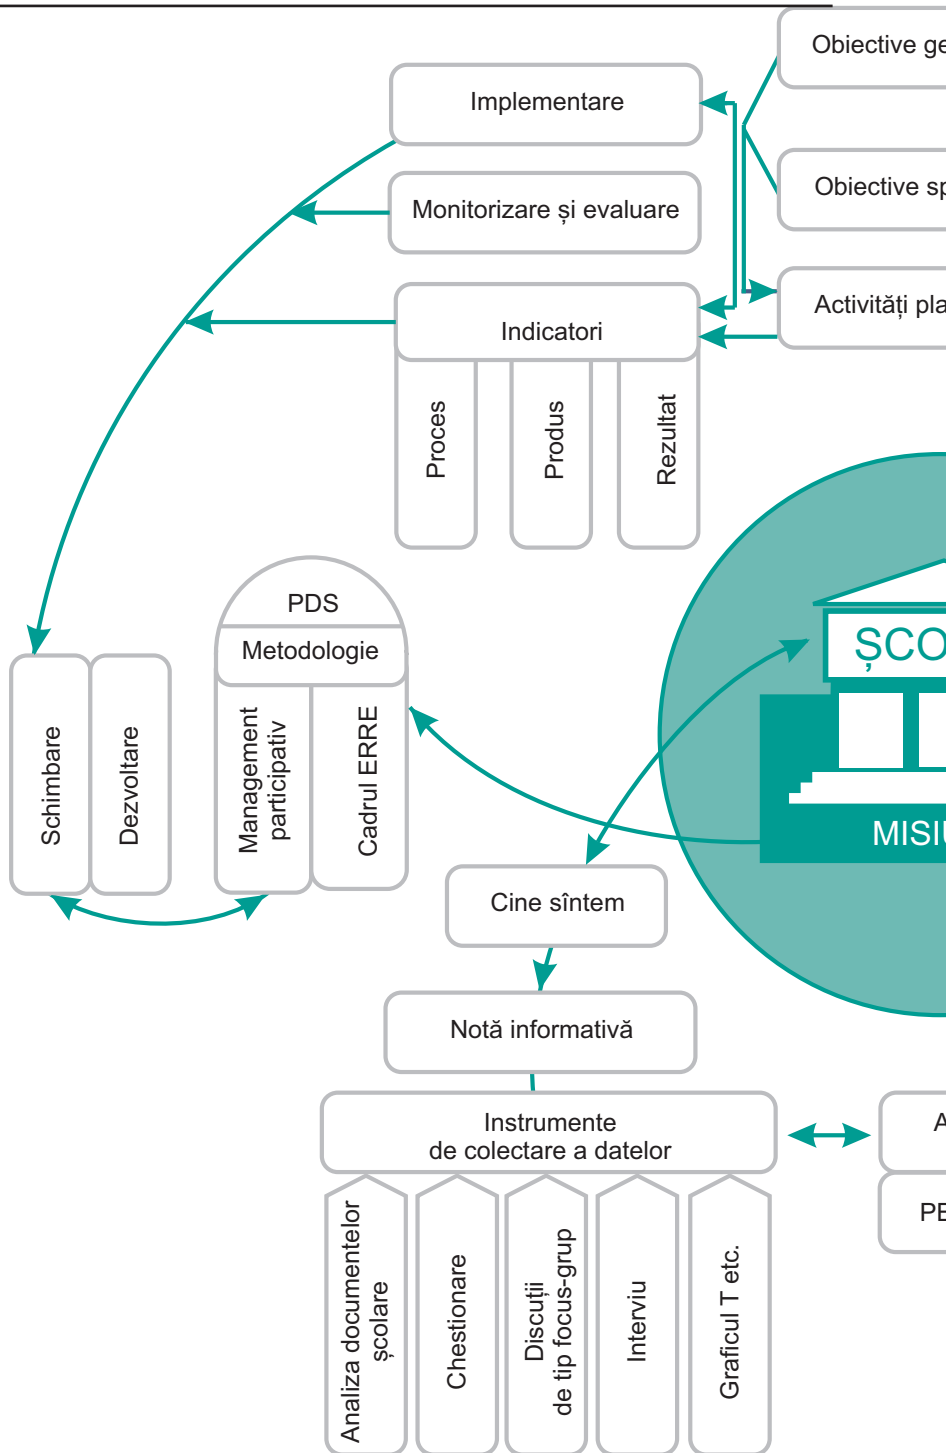 Obiective ge
Implementare
Obiective sp
Monitorizare și evaluare
Activități pla
Indicatori
Proces
Produs
Rezultat
PDS
Metodologie
Management
participativ
Cadrul ERRE
Schimbare
Dezvoltare
ȘCO
MISIU
Cine sîntem
Notă informativă
Instrumente
de colectare a datelor
A
PE
Analiza documentelor
școlare
Chestionare
Discuții
de tip focus-grup
Interviu
Graficul T etc.